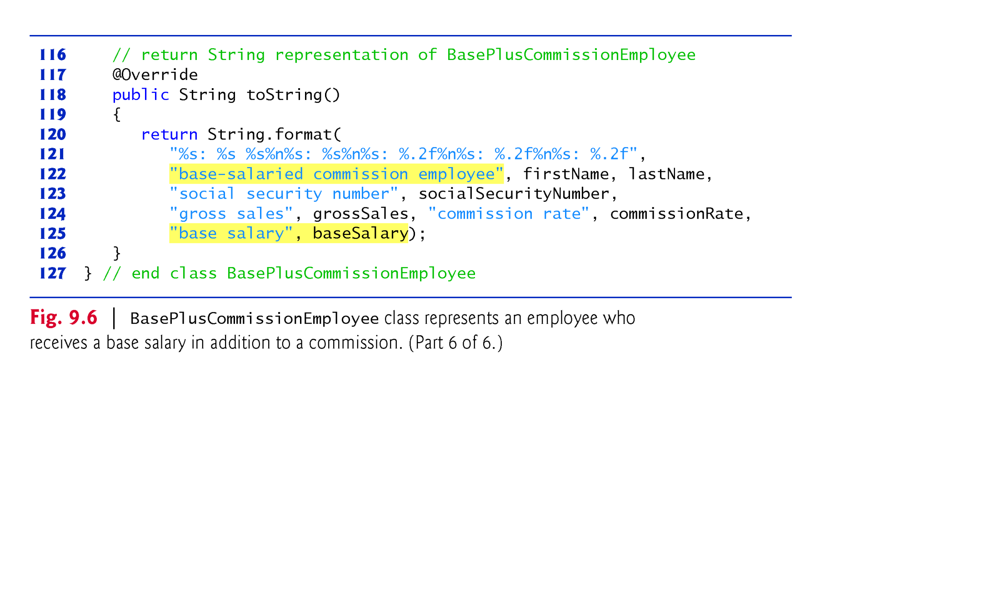 116 // return String representation of BasePlusCommissionEmployee
117 @Override
118 public String toString()
119 {
120 return String.format(
121 "%s: %s %s%n%s: %s%n%s: %.2f%n%s: %.2f%n%s: %.2f",
122 "base-salaried commission employee", firstName, lastName,
123 "social security number", socialSecurityNumber,
124 "gross sales", grossSales, "commission rate", commissionRate,
125 "base salary", baseSalary);
126 }
127 } // end class BasePlusCommissionEmployee
Fig. 9.6 | BasePlusCommissionEmployee class represents an employee who
receives a base salary in addition to a commission. (Part 6 of 6.)